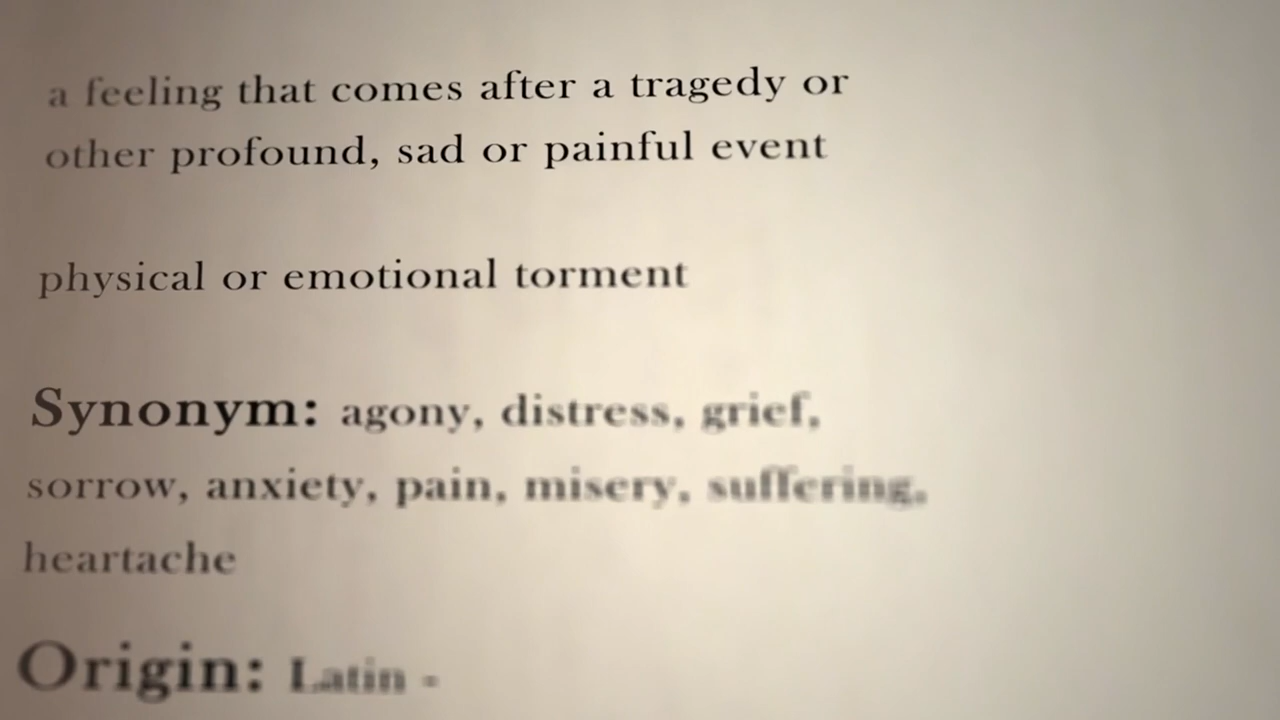 a feeling that comes after a tragedy or
other profound, sad or painful event
physical or emotional torment
Synonym: agony, distress, grief,
sorrow, anxiety, pain, misery, suffering,
heartache
Origin: Latin -